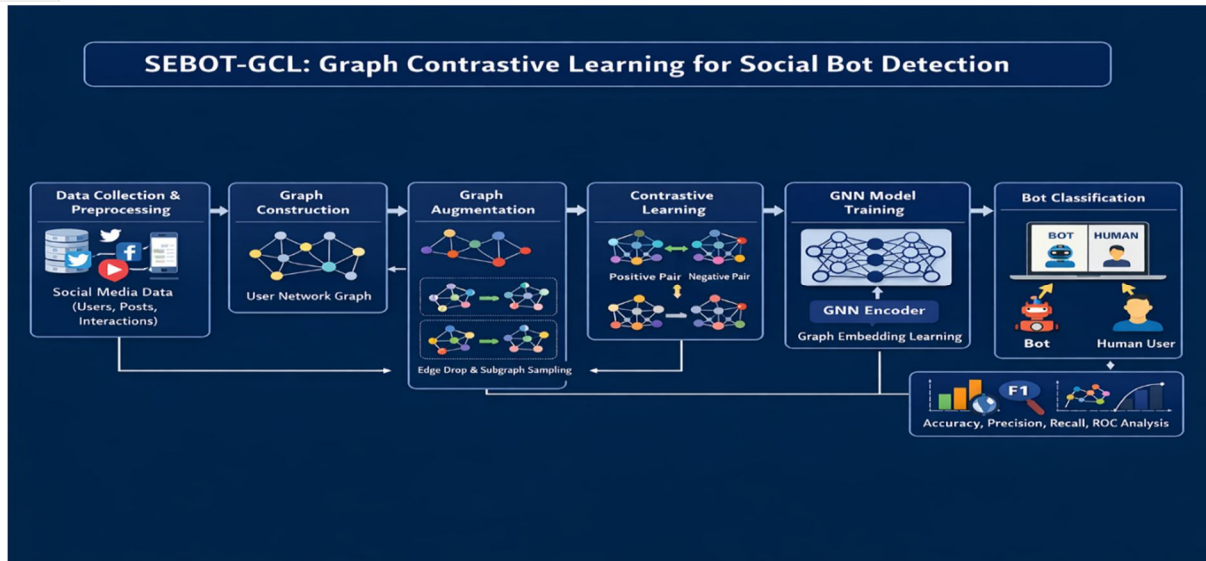 SEBOT-GCL: Graph Contrastive Learning for Social Bot Detection
Data Collection &
Preprocessing
Social Media Data
(Users, Posts,
Interactions)
Graph
Construction
User Network Graph
Graph
Augmentation
Edge Drop & Subgraph Sampling
Contrastive
Learning
Positive Pair
Negative Pair
GNN Model
Training
GNN Encoder
Graph Embedding Learning
Bot Classification
BOT
HUMAN
Bot
Human User
F1
Accuracy, Precision, Recall, ROC Analysis